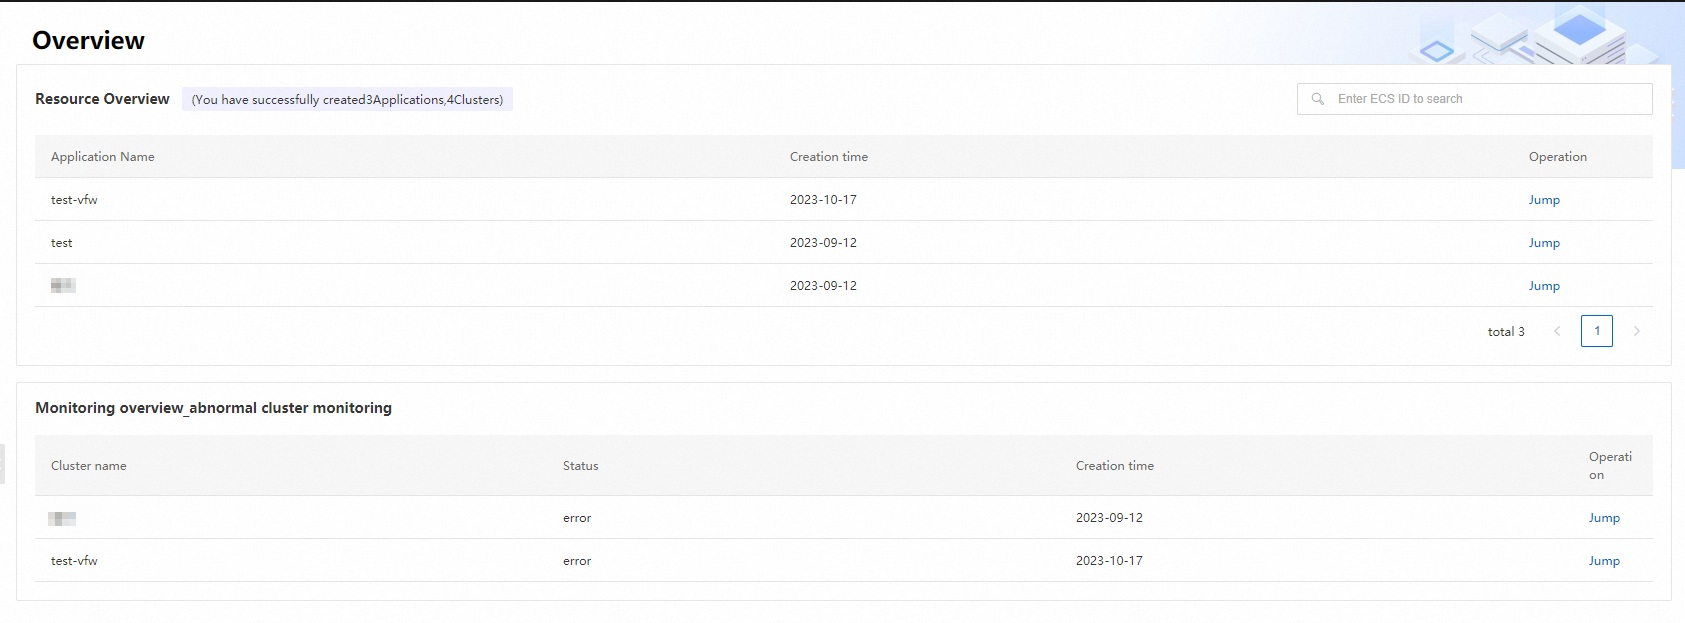 Overview
Resource Overview (You have successfully created3Applications,4Clusters) Enter ECS ID to search
Application Name Creation time Operation
test-vfw 2023-10-17 Jump
test 2023-09-12 Jump
2023-09-12 Jump
total 3 1
Monitoring overview_abnormal cluster monitoring
Cluster name Status Creation time Operati
on
error 2023-09-12 Jump
test-vfw error 2023-10-17 Jump